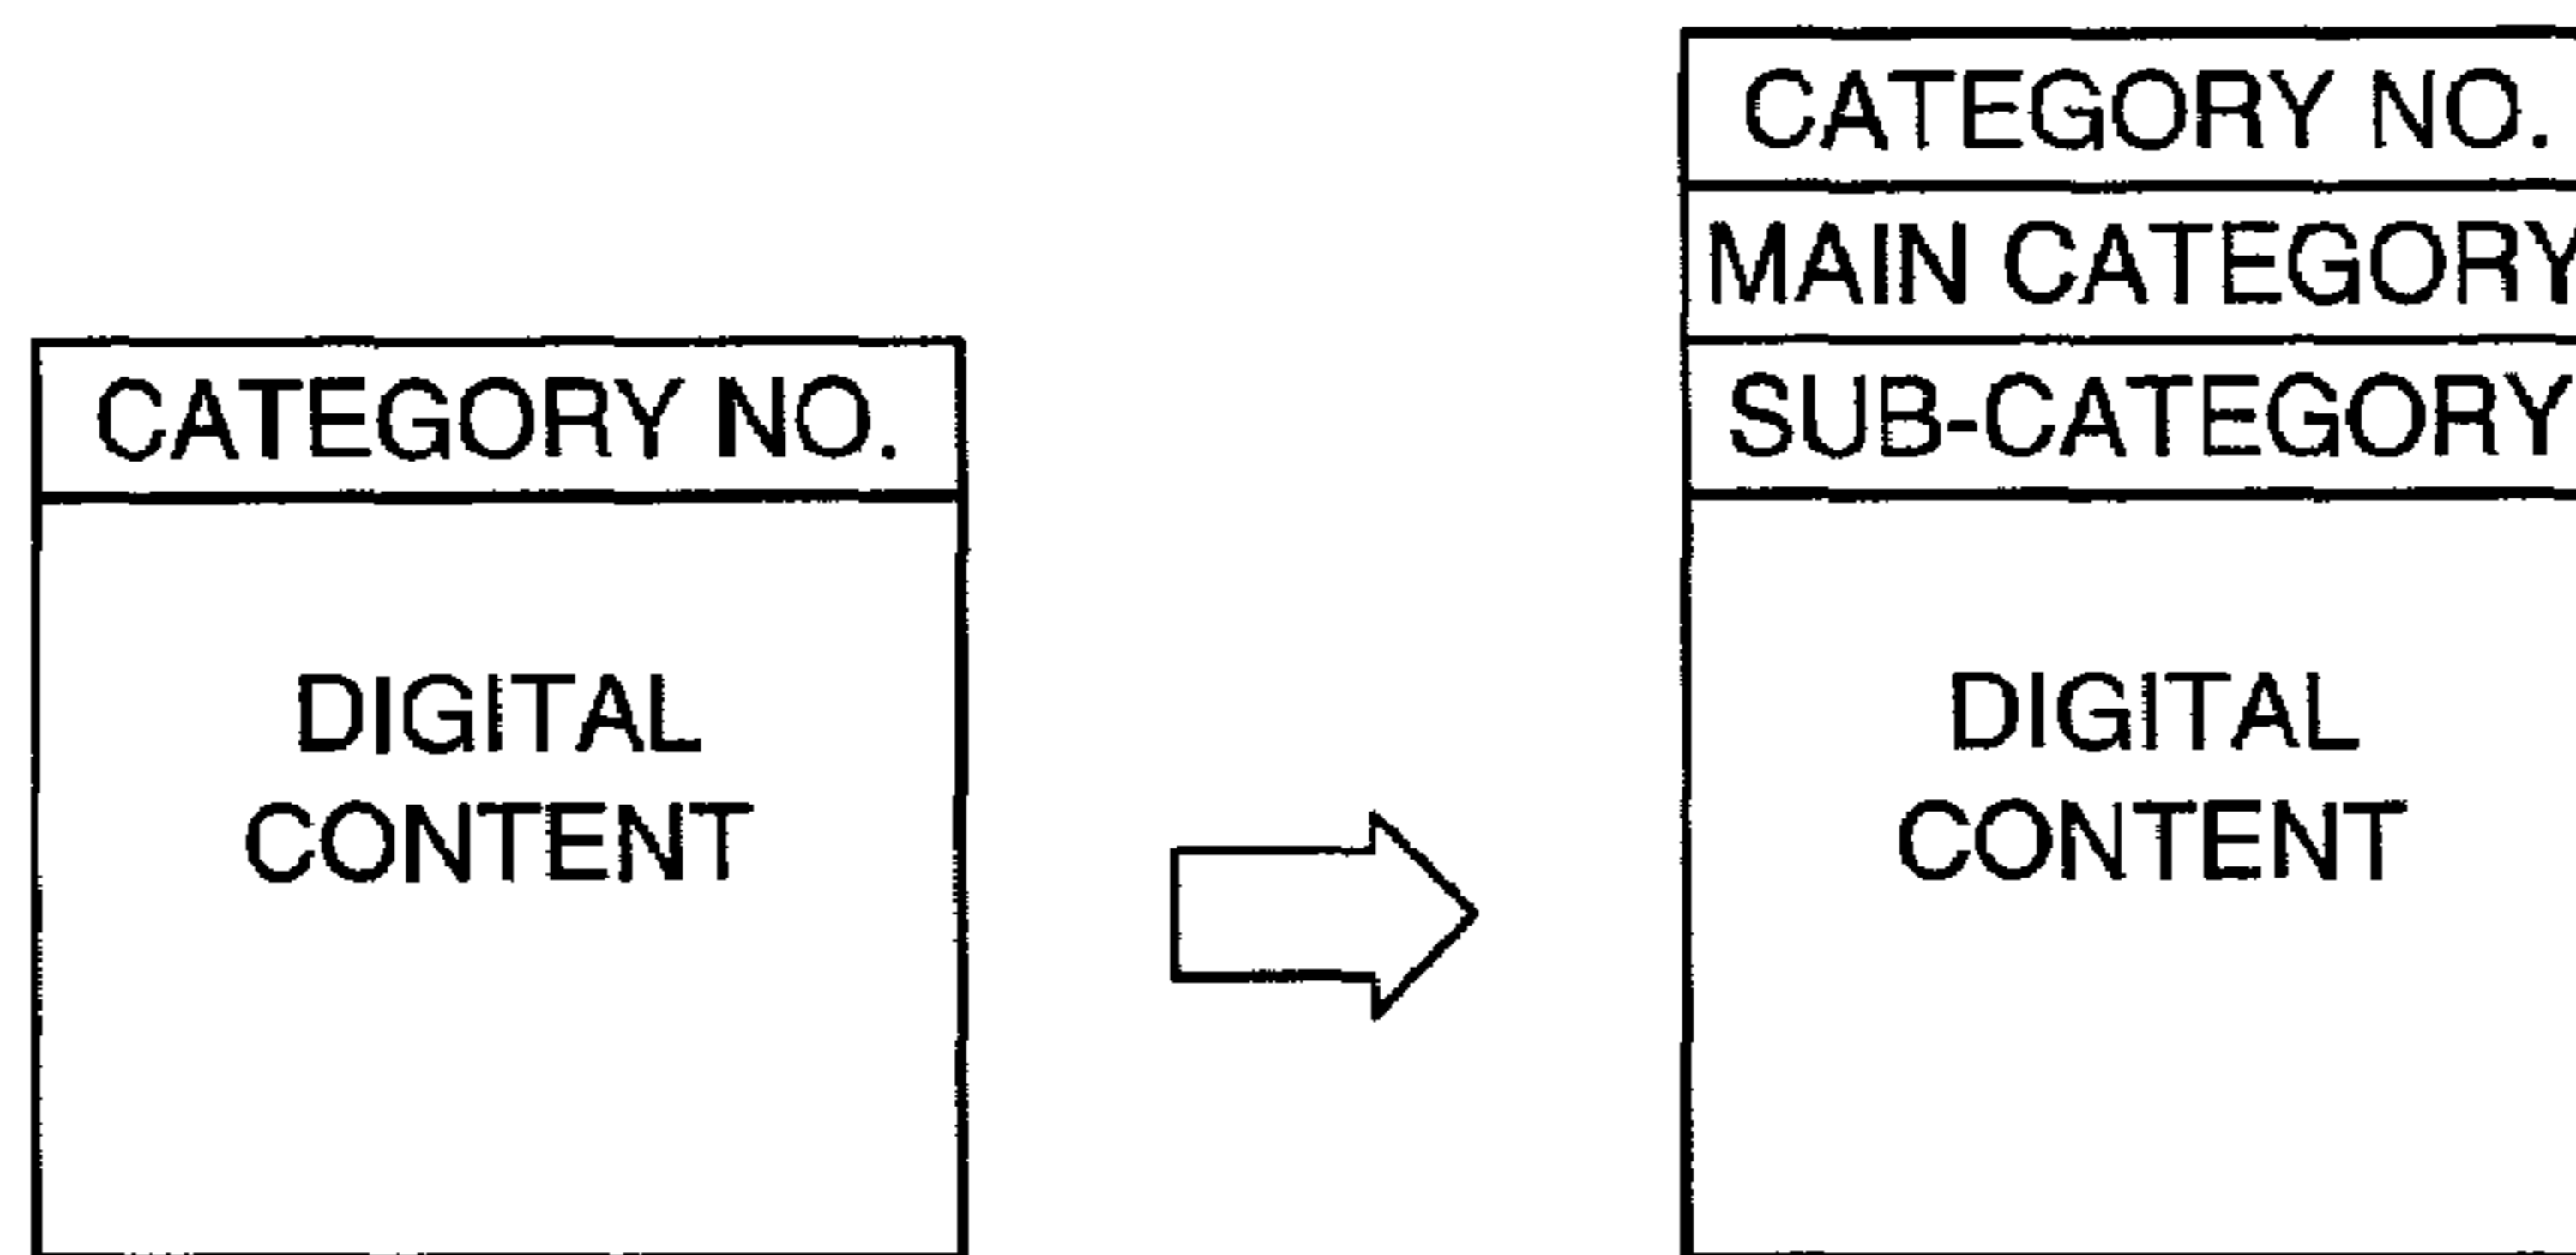 CATEGORY NO.
DIGITAL
CONTENT
CATEGORY NO.
MAIN CATEGORY
SUB-CATEGORY
DIGITAL
CONTENT